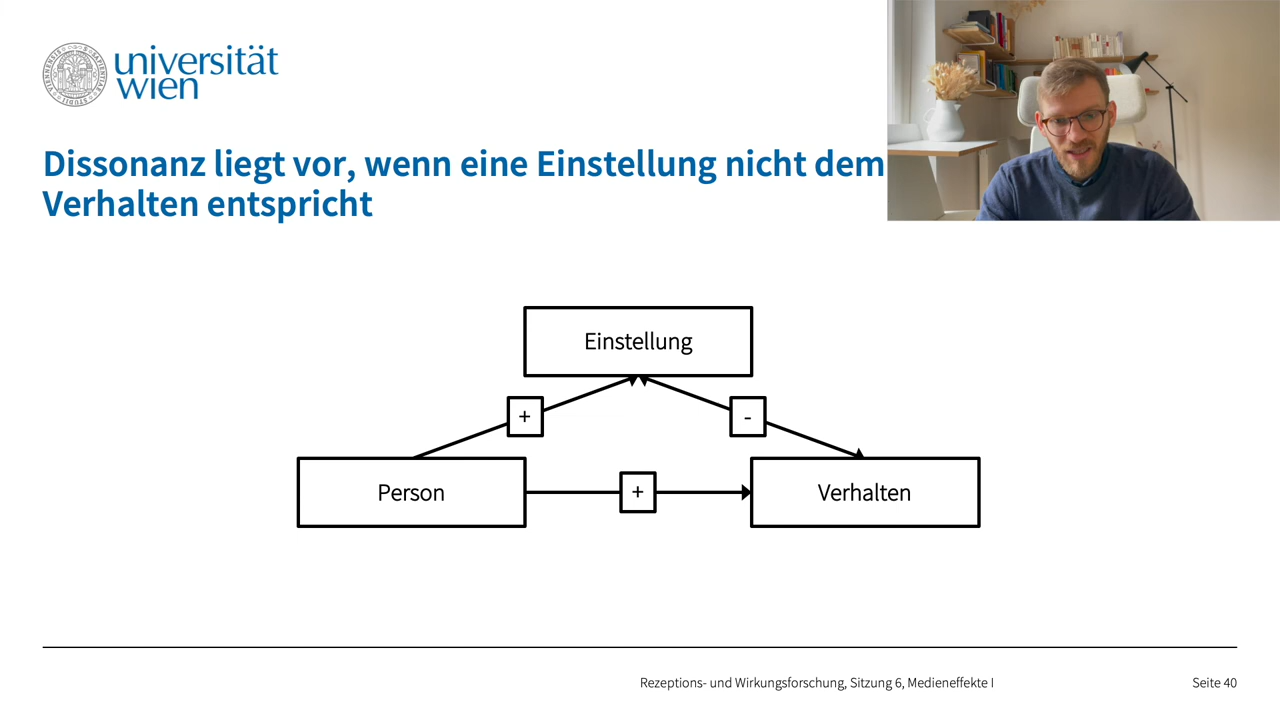 universität
wien
Dissonanz liegt vor, wenn eine Einstellung nicht dem
Verhalten entspricht
Einstellung
+
-
Person
+
Verhalten
Rezeptions- und Wirkungsforschung, Sitzung 6, Medieneffekte I
Seite 40